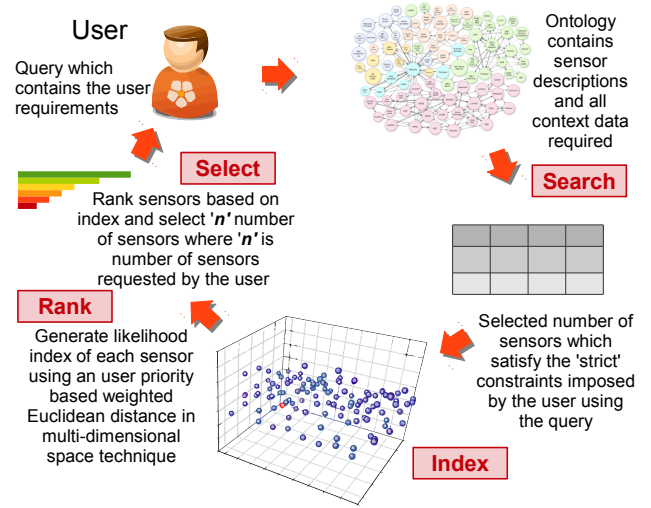 User
Query which
contains the user
requirements
Ontology
contains
sensor
descriptions
and all
context data
required
Search
Selected number of
sensors which
satisfy the 'strict'
constraints imposed
by the user using
the query
Index
Rank
Generate likelihood
index of each sensor
using an user priority
based weighted
Euclidean distance in
multi-dimensional
space technique
Select
Rank sensors based on
index and select 'n' number
of sensors where 'n' is
number of sensors
requested by the user